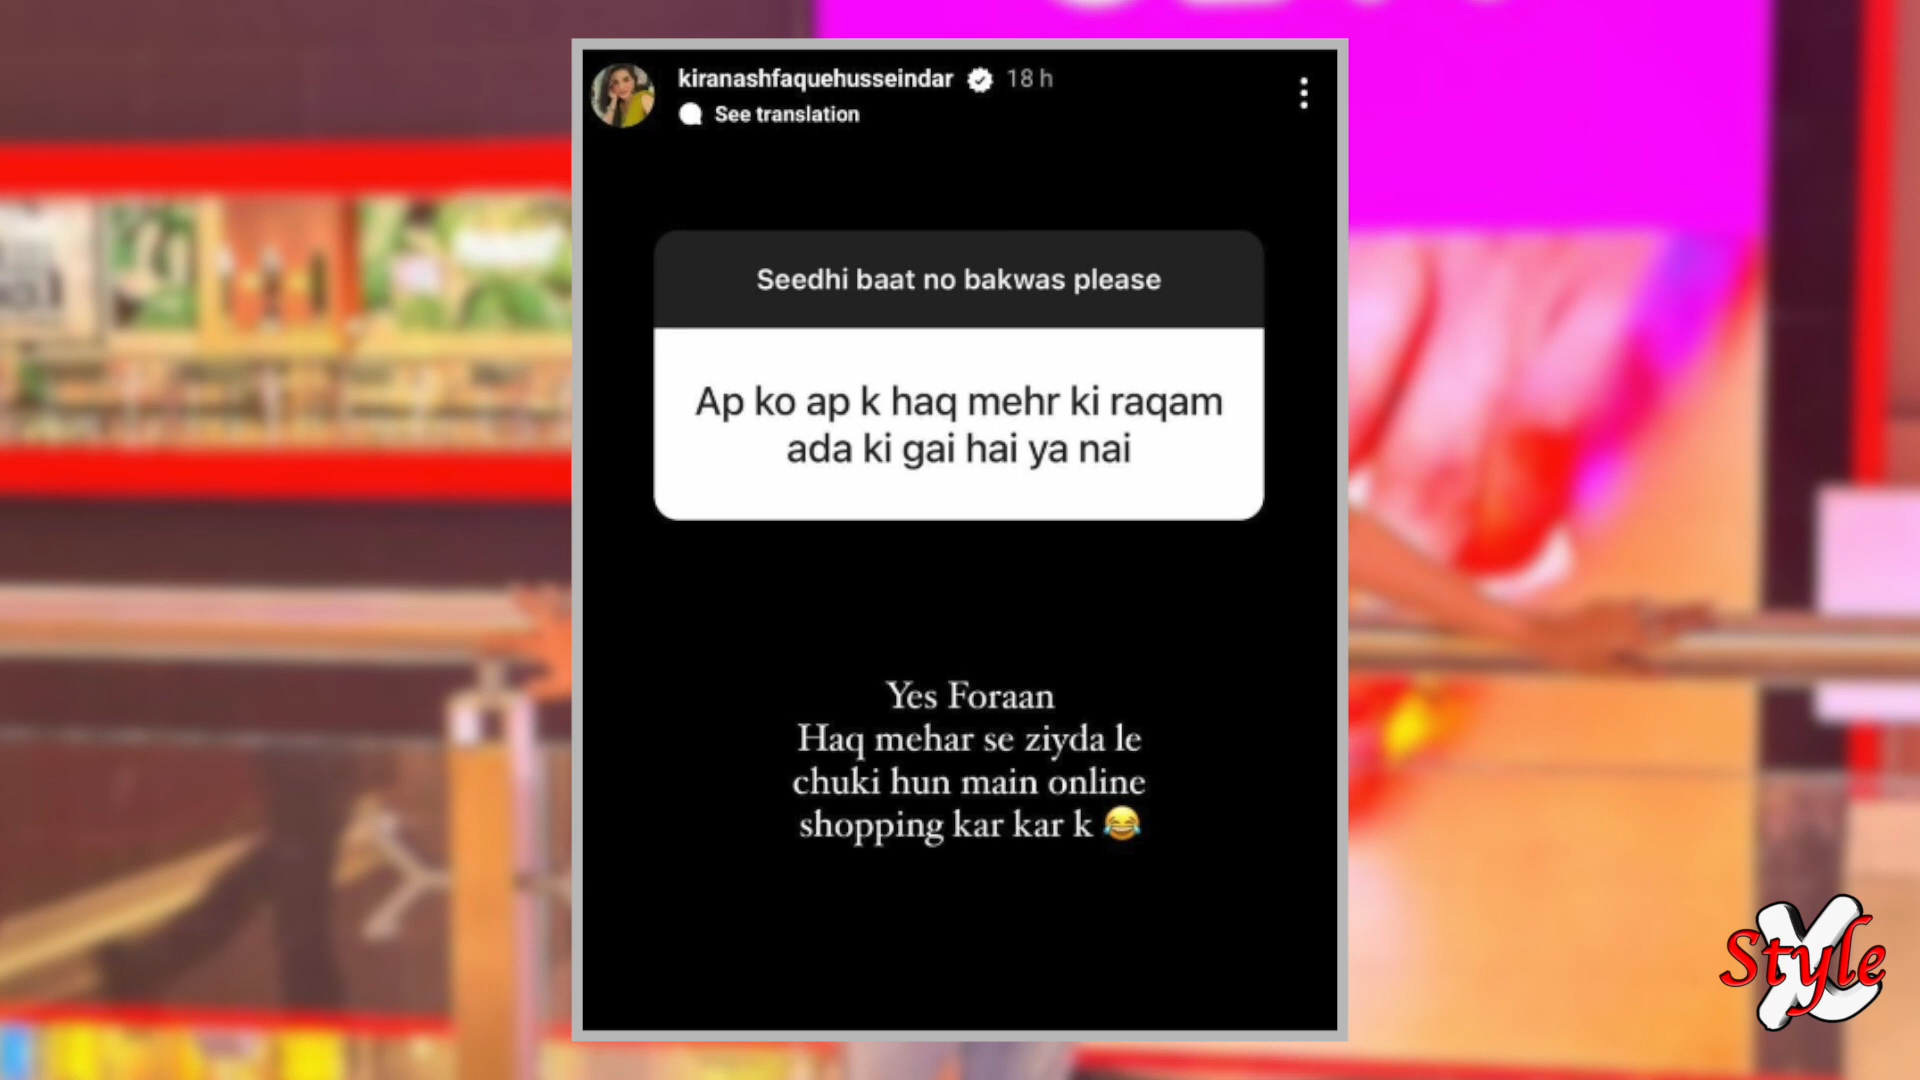 kiranashfaquehusseindar 18 h
See translation
Seedhi baat no bakwas please
Ap ko ap k haq mehr ki raqam
ada ki gai hai ya nai
Yes Foraan
Haq mehar se ziyda le
chuki hun main online
shopping kar kar k 😂
Style X